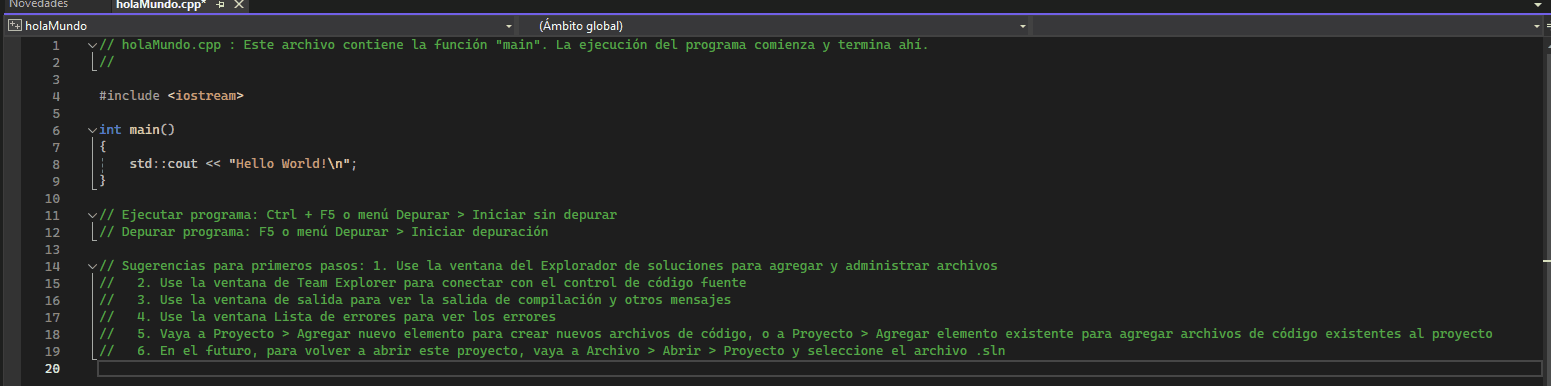 Novedades
holaMundo.cpp*
holaMundo
(Ámbito global)
1 // holaMundo.cpp : Este archivo contiene la función "main". La ejecución del programa comienza y termina ahí.
2 //
3
4 #include <iostream>
5
6 int main()
7 {
8 std::cout << "Hello World!\n";
9 }
10
11 // Ejecutar programa: Ctrl + F5 o menú Depurar > Iniciar sin depurar
12 // Depurar programa: F5 o menú Depurar > Iniciar depuración
13
14 // Sugerencias para primeros pasos: 1. Use la ventana del Explorador de soluciones para agregar y administrar archivos
15 //   2. Use la ventana de Team Explorer para conectar con el control de código fuente
16 //   3. Use la ventana de salida para ver la salida de compilación y otros mensajes
17 //   4. Use la ventana Lista de errores para ver los errores
18 //   5. Vaya a Proyecto > Agregar nuevo elemento para crear nuevos archivos de código, o a Proyecto > Agregar elemento existente para agregar archivos de código existentes al proyecto
19 //   6. En el futuro, para volver a abrir este proyecto, vaya a Archivo > Abrir > Proyecto y seleccione el archivo .sln
20